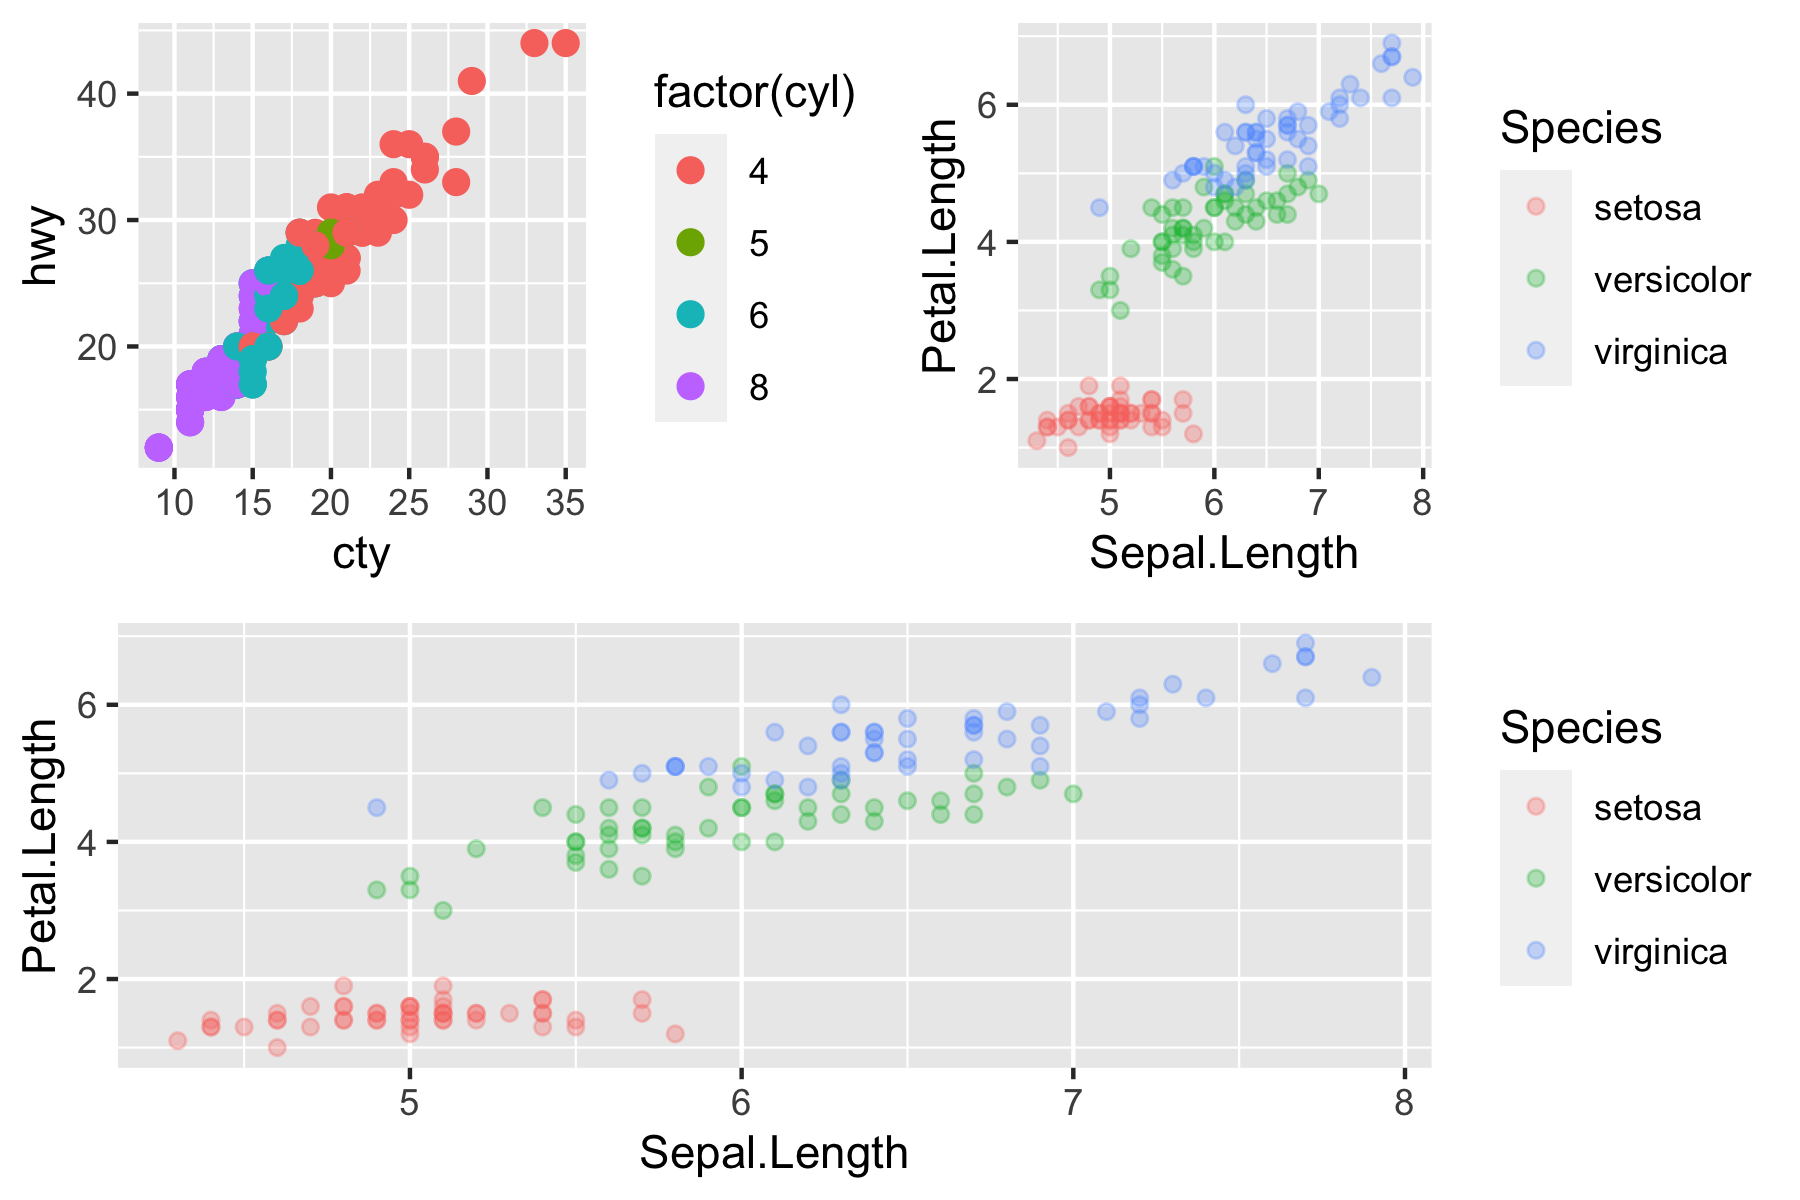 hwy
40
30
20
10 15 20 25 30 35
cty
factor(cyl)
4
5
6
8
Petal.Length
6
4
2
5 6 7 8
Sepal.Length
Species
setosa
versicolor
virginica
Petal.Length
6
4
2
5 6 7 8
Sepal.Length
Species
setosa
versicolor
virginica